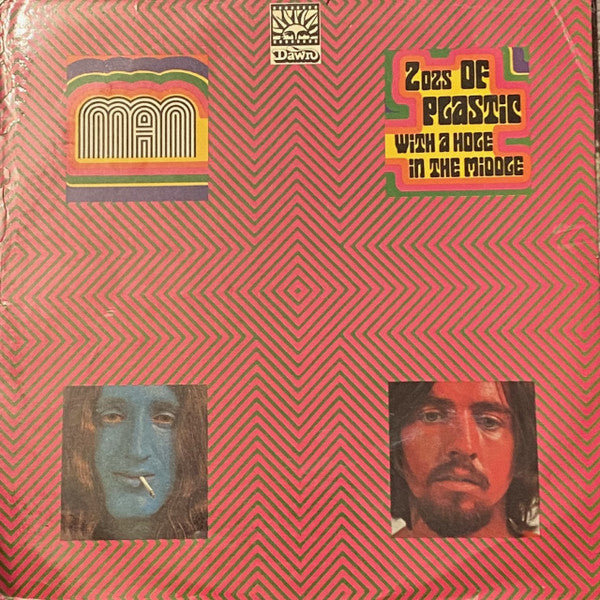 Dawn
MAN
2ozs OF
PLASTIC
WITH A HOLE
IN THE MIDDLE